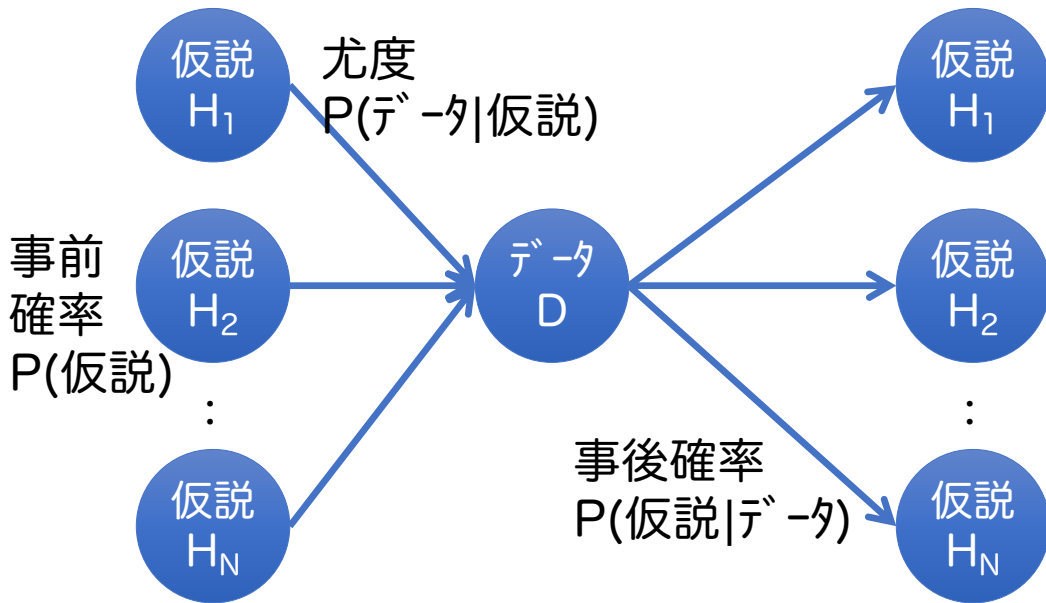 仮説
H₁
尤度
P(データ|仮説)
仮説
H₁
事前
確率
P(仮説)
仮説
H₂
データ
D
仮説
H₂
:
:
仮説
H_N
事後確率
P(仮説|データ)
仮説
H_N